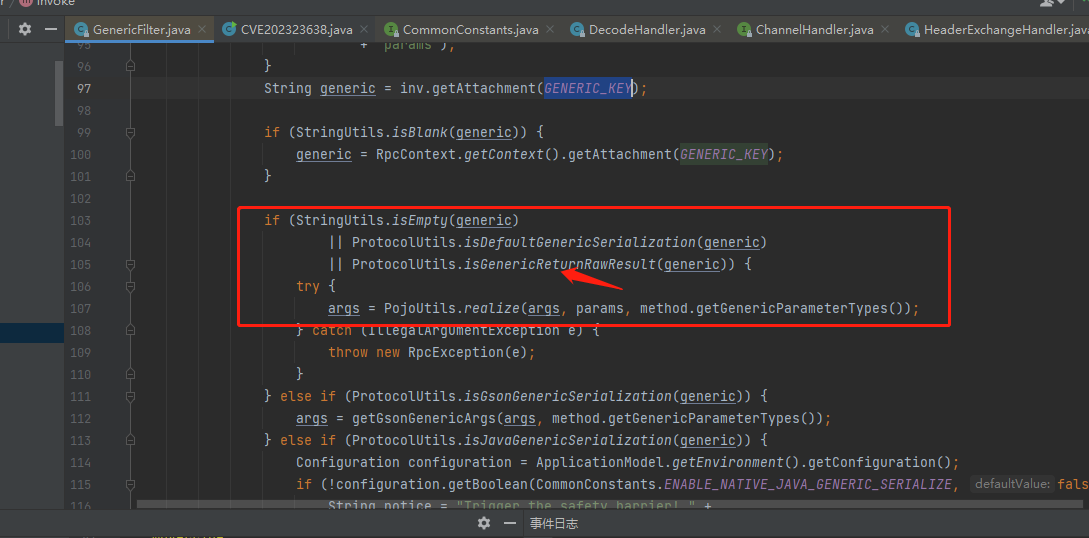 invoke
GenericFilter.java CVE202323638.java CommonConstants.java DecodeHandler.java ChannelHandler.java HeaderExchangeHandler.java
95 + "params");
96 }
97 String generic = inv.getAttachment(GENERIC_KEY);
98
99 if (StringUtils.isBlank(generic)) {
100 generic = RpcContext.getContext().getAttachment(GENERIC_KEY);
101 }
102
103 if (StringUtils.isEmpty(generic)
104 || ProtocolUtils.isDefaultGenericSerialization(generic)
105 || ProtocolUtils.isGenericReturnRawResult(generic)) {
106 try {
107 args = PojoUtils.realize(args, params, method.getGenericParameterTypes());
108 } catch (IllegalArgumentException e) {
109 throw new RpcException(e);
110 }
111 } else if (ProtocolUtils.isGsonGenericSerialization(generic)) {
112 args = getGsonGenericArgs(args, method.getGenericParameterTypes());
113 } else if (ProtocolUtils.isJavaGenericSerialization(generic)) {
114 Configuration configuration = ApplicationModel.getEnvironment().getConfiguration();
115 if (!configuration.getBoolean(CommonConstants.ENABLE_NATIVE_JAVA_GENERIC_SERIALIZE, defaultValue: fals
116 String notice = "Trigger the safety barrier! " +
事件日志